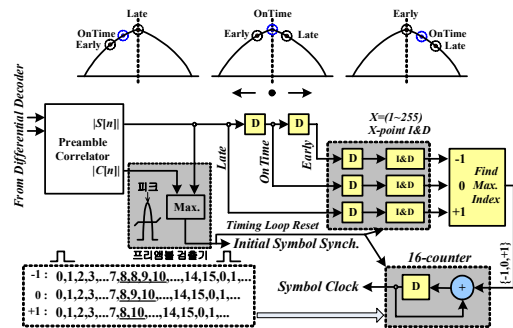 Late
OnTime
Early
OnTime
Early
Late
Early
OnTime
Late
From Differential Decoder
Preamble
Correlator
|S[n]|
|C[n]|
피크
Max.
프리앰블 검출기
Late
OnTime
Early
D
D
X=(1~255)
X-point I&D
D
I&D
D
I&D
D
I&D
-1
0
+1
Find
Max.
Index
Timing Loop Reset
Initial Symbol Synch.
{-1,0,+1}
16-counter
Symbol Clock
D
+
-1 : 0,1,2,3,...7,8,8,9,10,...,14,15,0,1,...
0: 0,1,2,3,...7,8,9,10,....,14,15,0,1,...
+1 : 0,1,2,3,...7,8,10,....,14,15,0,1,...